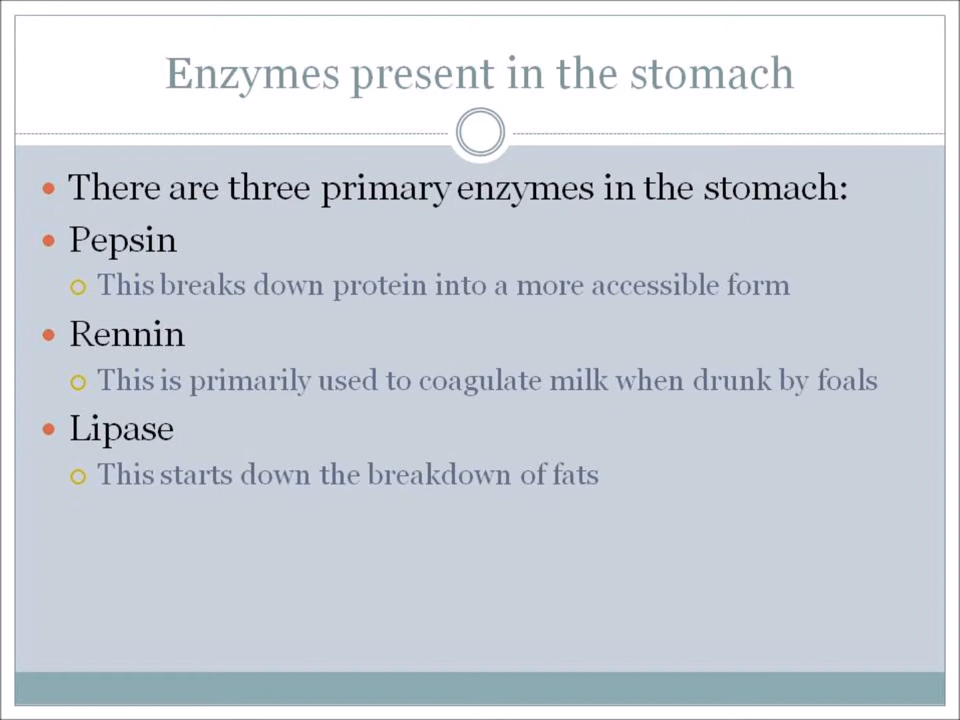 Enzymes present in the stomach
There are three primary enzymes in the stomach:
Pepsin
This breaks down protein into a more accessible form
Rennin
This is primarily used to coagulate milk when drunk by foals
Lipase
This starts down the breakdown of fats